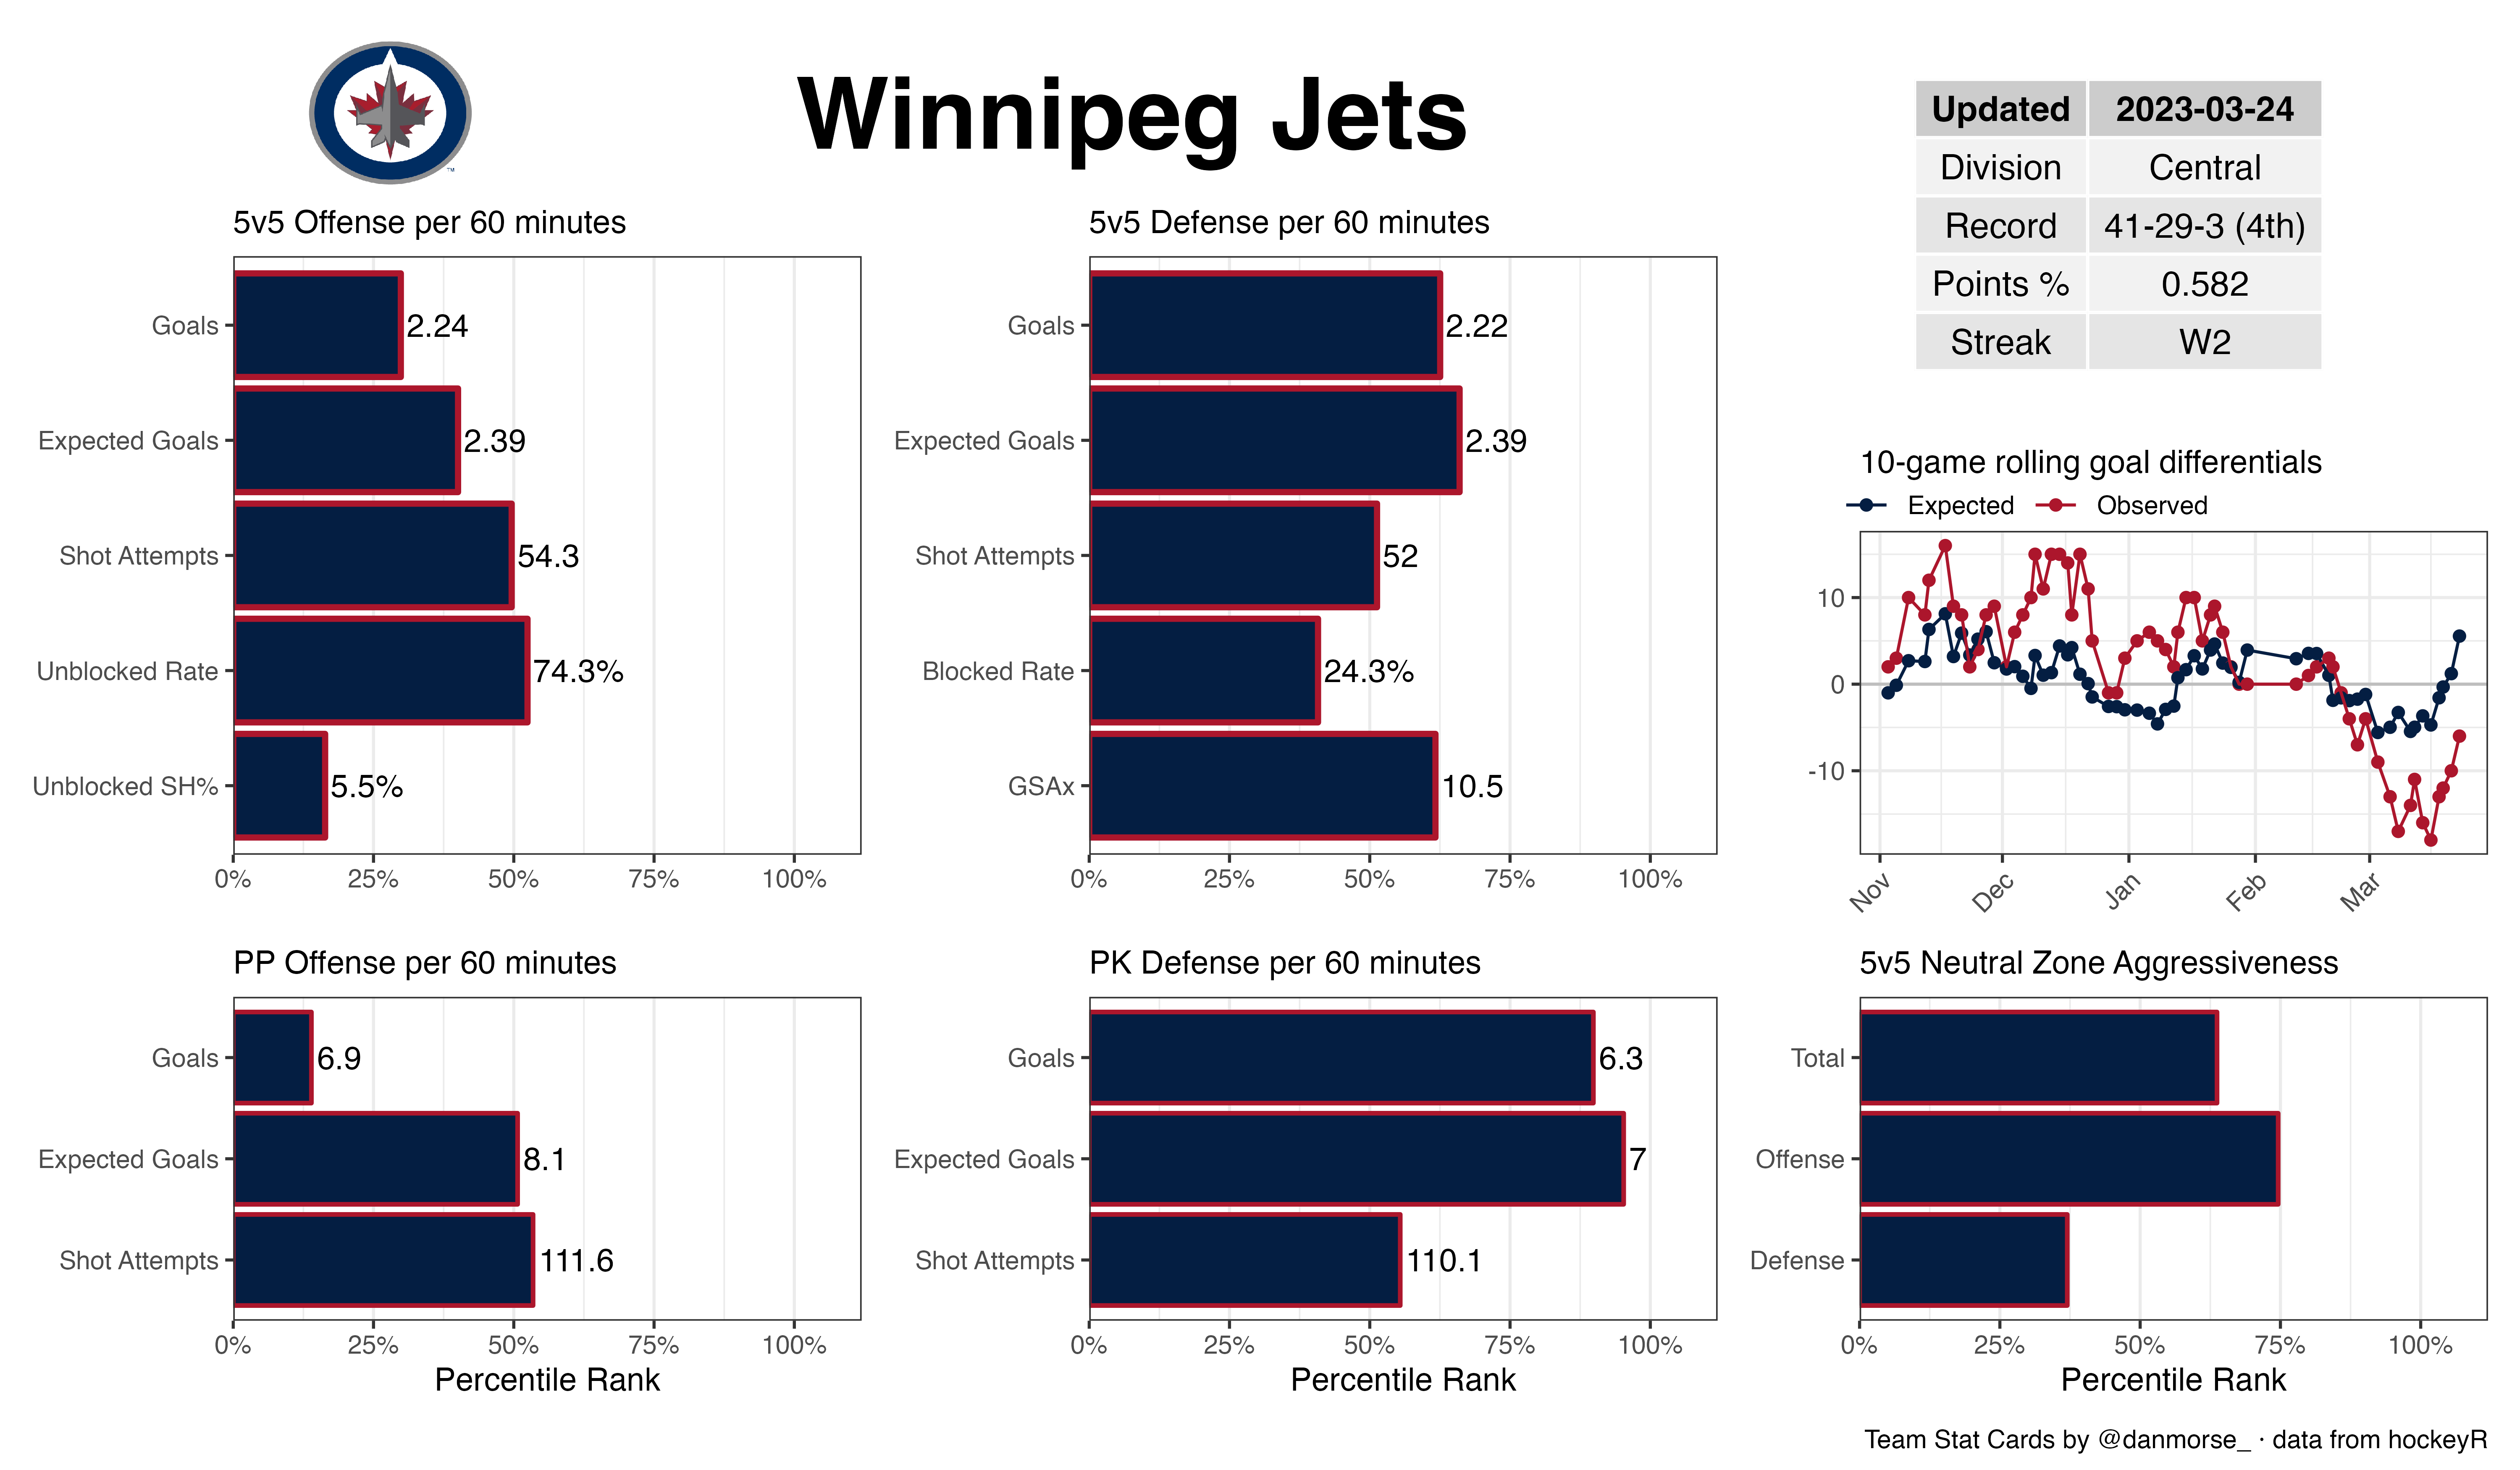 Winnipeg Jets
Updated 2023-03-24
Division Central
Record 41-29-3 (4th)
Points % 0.582
Streak W2
5v5 Offense per 60 minutes
Goals 2.24
Expected Goals 2.39
Shot Attempts 54.3
Unblocked Rate 74.3%
Unblocked SH% 5.5%
0% 25% 50% 75% 100%
5v5 Defense per 60 minutes
Goals 2.22
Expected Goals 2.39
Shot Attempts 52
Blocked Rate 24.3%
GSAx 10.5
0% 25% 50% 75% 100%
10-game rolling goal differentials
Expected Observed
10
0
-10
Nov Dec Jan Feb Mar
PP Offense per 60 minutes
Goals 6.9
Expected Goals 8.1
Shot Attempts 111.6
0% 25% 50% 75% 100%
Percentile Rank
PK Defense per 60 minutes
Goals 6.3
Expected Goals 7
Shot Attempts 110.1
0% 25% 50% 75% 100%
Percentile Rank
5v5 Neutral Zone Aggressiveness
Total
Offense
Defense
0% 25% 50% 75% 100%
Percentile Rank
Team Stat Cards by @danmorse_ · data from hockeyR
TM